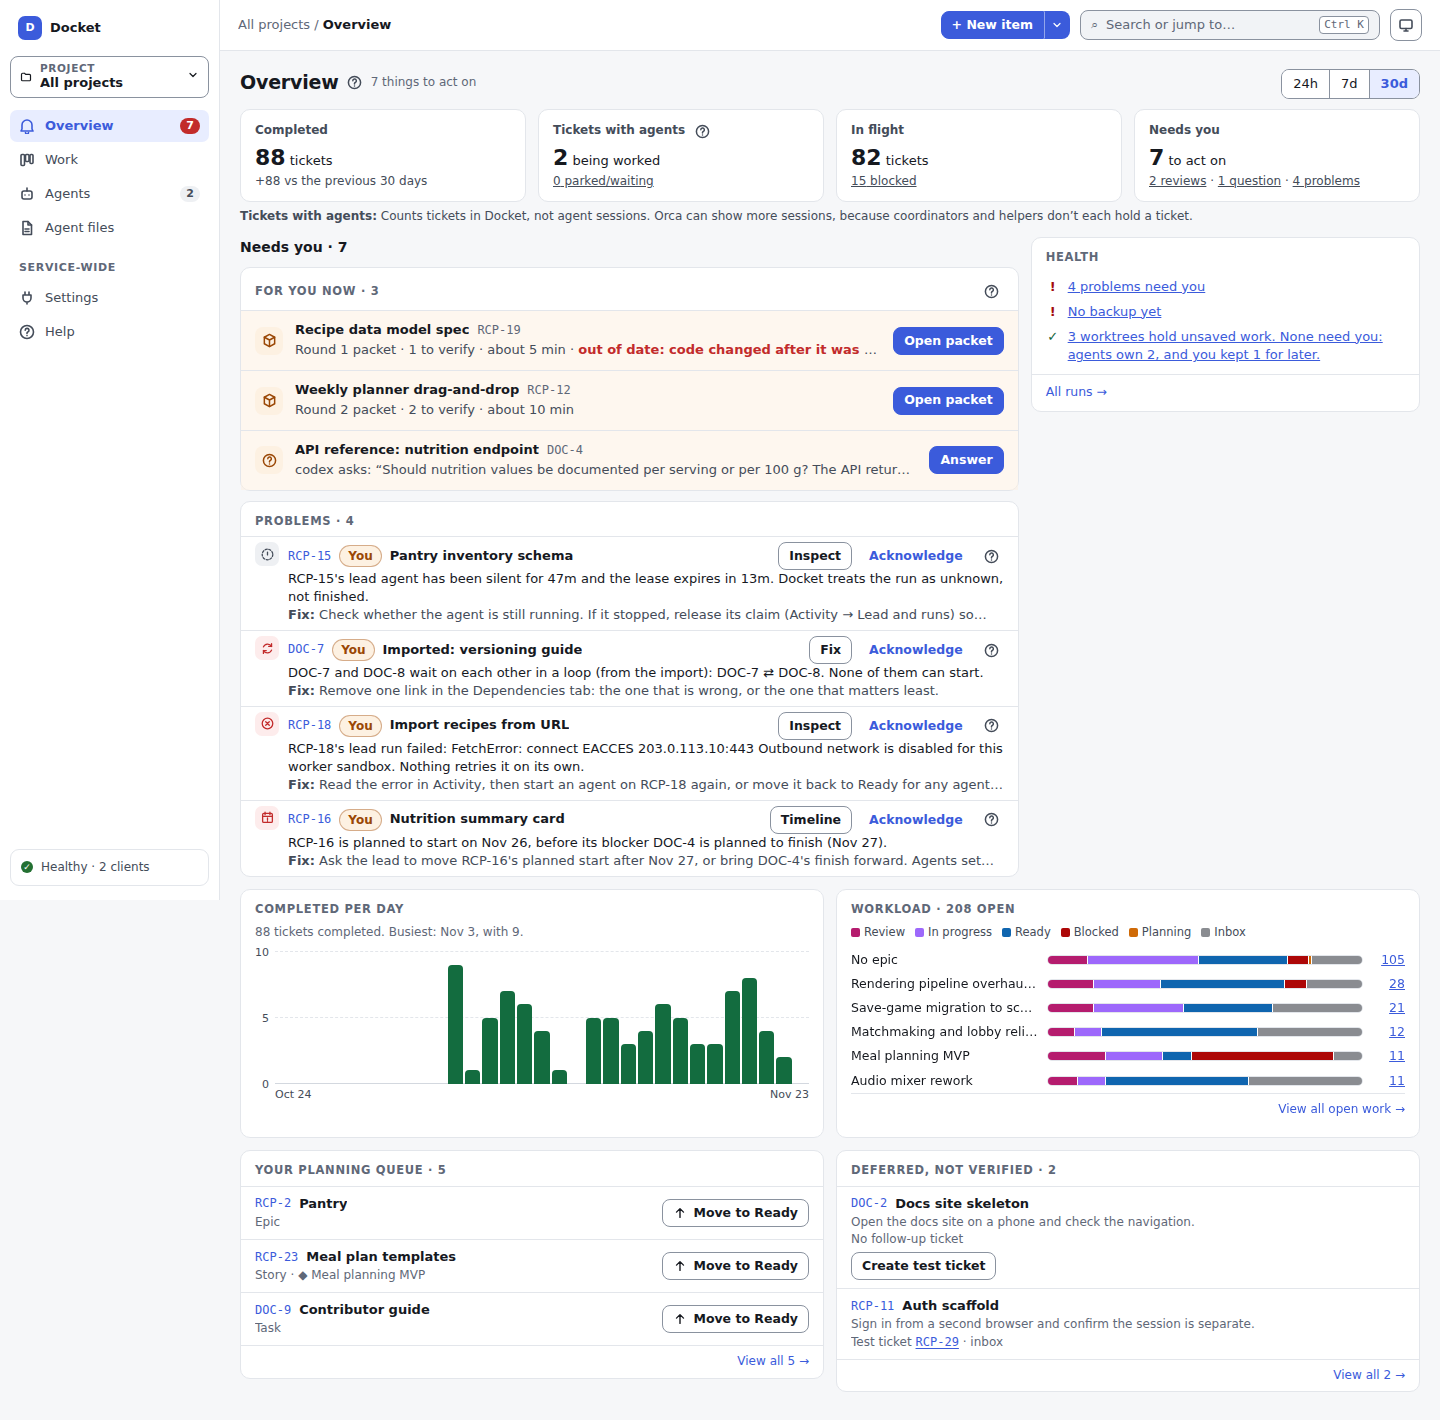 D Docket
PROJECT
All projects
Overview 7
Work
Agents 2
Agent files
SERVICE-WIDE
Settings
Help
Healthy · 2 clients
All projects / Overview
+ New item
Search or jump to…
Ctrl K
Overview 7 things to act on
24h 7d 30d
Completed
88 tickets
+88 vs the previous 30 days
Tickets with agents
2 being worked
0 parked/waiting
In flight
82 tickets
15 blocked
Needs you
7 to act on
2 reviews · 1 question · 4 problems
Tickets with agents: Counts tickets in Docket, not agent sessions. Orca can show more sessions, because coordinators and helpers don’t each hold a ticket.
Needs you · 7
FOR YOU NOW · 3
Recipe data model spec RCP-19
Round 1 packet · 1 to verify · about 5 min · out of date: code changed after it was …
Open packet
Weekly planner drag-and-drop RCP-12
Round 2 packet · 2 to verify · about 10 min
Open packet
API reference: nutrition endpoint DOC-4
codex asks: “Should nutrition values be documented per serving or per 100 g? The API retur…
Answer
HEALTH
! 4 problems need you
! No backup yet
✓ 3 worktrees hold unsaved work. None need you:
agents own 2, and you kept 1 for later.
All runs →
PROBLEMS · 4
RCP-15 You Pantry inventory schema Inspect Acknowledge
RCP-15's lead agent has been silent for 47m and the lease expires in 13m. Docket treats the run as unknown,
not finished.
Fix: Check whether the agent is still running. If it stopped, release its claim (Activity → Lead and runs) so…
DOC-7 You Imported: versioning guide Fix Acknowledge
DOC-7 and DOC-8 wait on each other in a loop (from the import): DOC-7 ⇄ DOC-8. None of them can start.
Fix: Remove one link in the Dependencies tab: the one that is wrong, or the one that matters least.
RCP-18 You Import recipes from URL Inspect Acknowledge
RCP-18's lead run failed: FetchError: connect EACCES 203.0.113.10:443 Outbound network is disabled for this
worker sandbox. Nothing retries it on its own.
Fix: Read the error in Activity, then start an agent on RCP-18 again, or move it back to Ready for any agent…
RCP-16 You Nutrition summary card Timeline Acknowledge
RCP-16 is planned to start on Nov 26, before its blocker DOC-4 is planned to finish (Nov 27).
Fix: Ask the lead to move RCP-16's planned start after Nov 27, or bring DOC-4's finish forward. Agents set…
COMPLETED PER DAY
88 tickets completed. Busiest: Nov 3, with 9.
10
5
0
Oct 24 Nov 23
WORKLOAD · 208 OPEN
Review In progress Ready Blocked Planning Inbox
No epic 105
Rendering pipeline overhau… 28
Save-game migration to sc… 21
Matchmaking and lobby reli… 12
Meal planning MVP 11
Audio mixer rework 11
View all open work →
YOUR PLANNING QUEUE · 5
RCP-2 Pantry
Epic
Move to Ready
RCP-23 Meal plan templates
Story · ◆ Meal planning MVP
Move to Ready
DOC-9 Contributor guide
Task
Move to Ready
View all 5 →
DEFERRED, NOT VERIFIED · 2
DOC-2 Docs site skeleton
Open the docs site on a phone and check the navigation.
No follow-up ticket
Create test ticket
RCP-11 Auth scaffold
Sign in from a second browser and confirm the session is separate.
Test ticket RCP-29 · inbox
View all 2 →